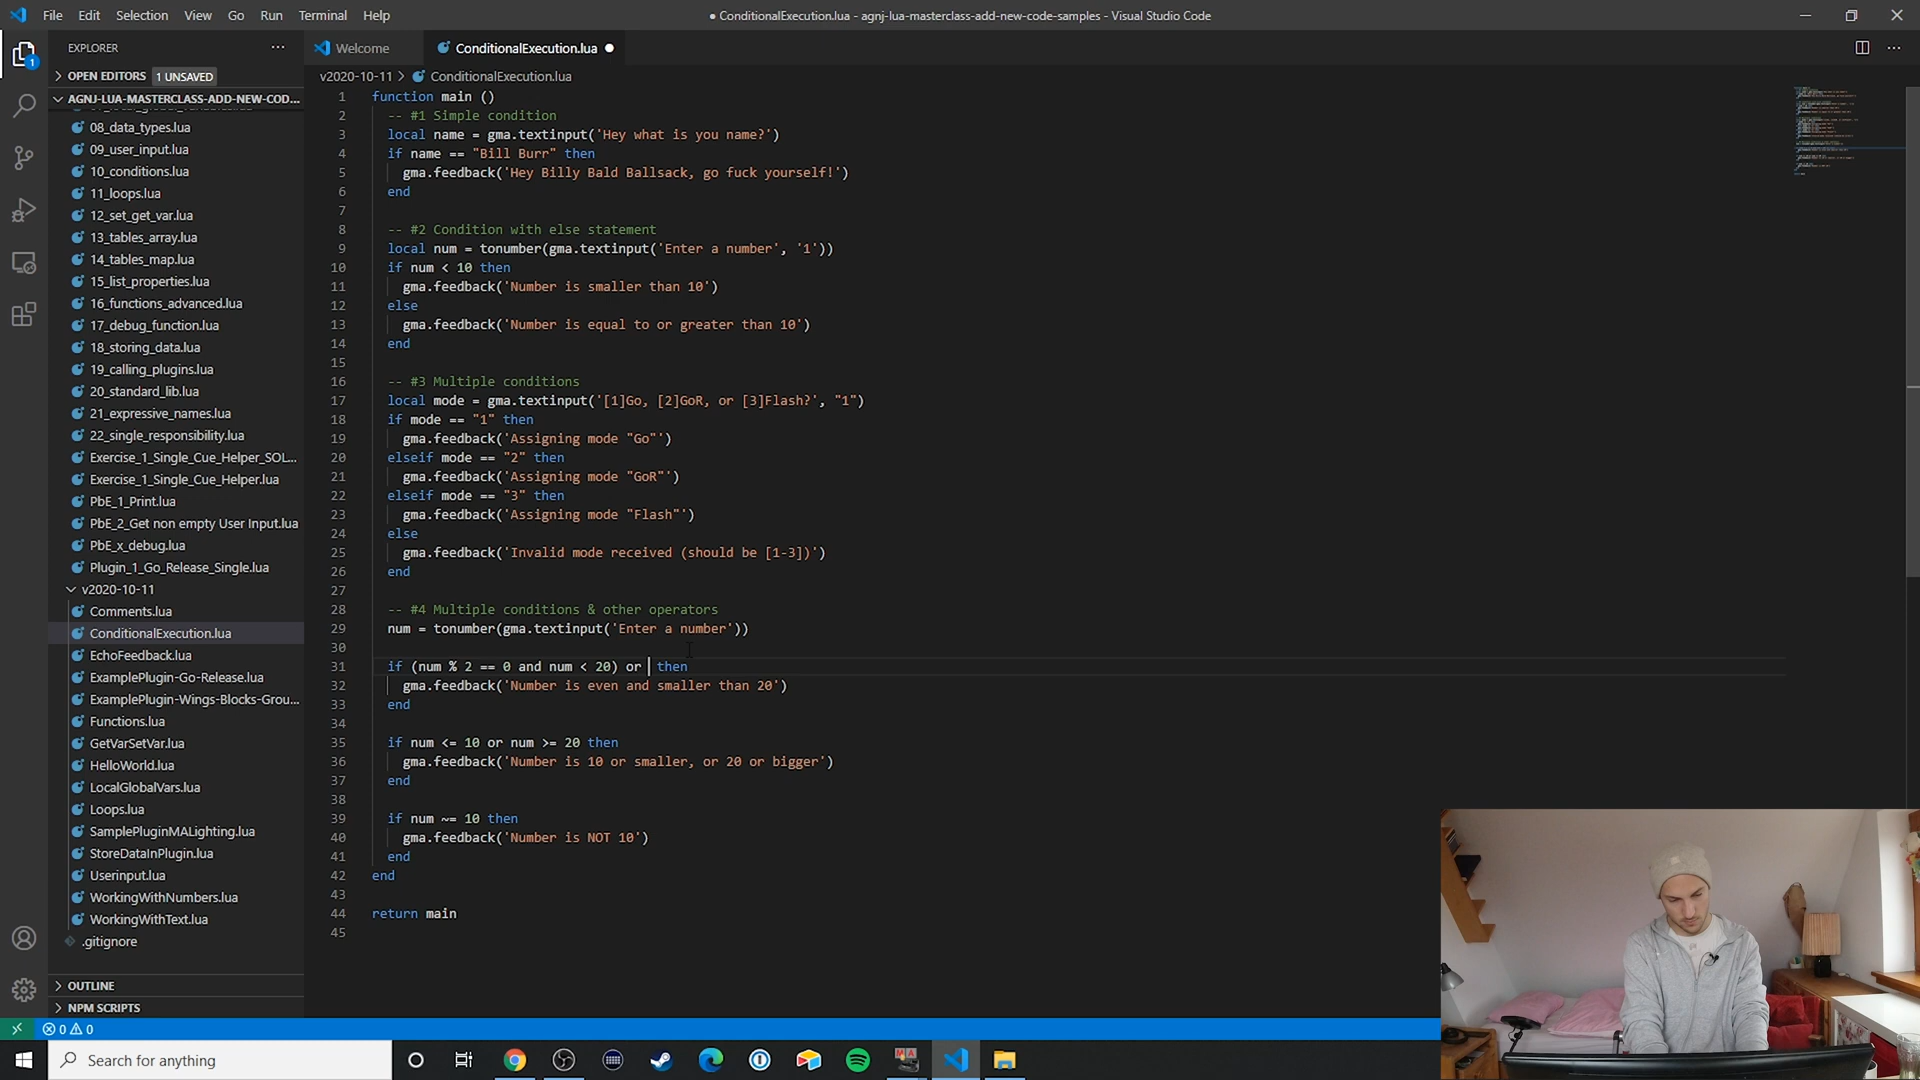 File Edit Selection View Go Run Terminal Help
● ConditionalExecution.lua - agnj-lua-masterclass-add-new-code-samples - Visual Studio Code
EXPLORER
Welcome
ConditionalExecution.lua
OPEN EDITORS 1 UNSAVED
v2020-10-11 > ConditionalExecution.lua
AGNJ-LUA-MASTERCLASS-ADD-NEW-COD...
08_data_types.lua
09_user_input.lua
10_conditions.lua
11_loops.lua
12_set_get_var.lua
13_tables_array.lua
14_tables_map.lua
15_list_properties.lua
16_functions_advanced.lua
17_debug_function.lua
18_storing_data.lua
19_calling_plugins.lua
20_standard_lib.lua
21_expressive_names.lua
22_single_responsibility.lua
Exercise_1_Single_Cue_Helper_SOL...
Exercise_1_Single_Cue_Helper.lua
PbE_1_Print.lua
PbE_2_Get non empty User Input.lua
PbE_x_debug.lua
Plugin_1_Go_Release_Single.lua
v2020-10-11
Comments.lua
ConditionalExecution.lua
EchoFeedback.lua
ExamplePlugin-Go-Release.lua
ExamplePlugin-Wings-Blocks-Grou...
Functions.lua
GetVarSetVar.lua
HelloWorld.lua
LocalGlobalVars.lua
Loops.lua
SamplePluginMALighting.lua
StoreDataInPlugin.lua
Userinput.lua
WorkingWithNumbers.lua
WorkingWithText.lua
.gitignore
OUTLINE
NPM SCRIPTS
1 function main ()
2 -- #1 Simple condition
3 local name = gma.textinput('Hey what is you name?')
4 if name == "Bill Burr" then
5 gma.feedback('Hey Billy Bald Ballsack, go fuck yourself!')
6 end
7
8 -- #2 Condition with else statement
9 local num = tonumber(gma.textinput('Enter a number', '1'))
10 if num < 10 then
11 gma.feedback('Number is smaller than 10')
12 else
13 gma.feedback('Number is equal to or greater than 10')
14 end
15
16 -- #3 Multiple conditions
17 local mode = gma.textinput('[1]Go, [2]GoR, or [3]Flash?', "1")
18 if mode == "1" then
19 gma.feedback('Assigning mode "Go"')
20 elseif mode == "2" then
21 gma.feedback('Assigning mode "GoR"')
22 elseif mode == "3" then
23 gma.feedback('Assigning mode "Flash"')
24 else
25 gma.feedback('Invalid mode received (should be [1-3])')
26 end
27
28 -- #4 Multiple conditions & other operators
29 num = tonumber(gma.textinput('Enter a number'))
30
31 if (num % 2 == 0 and num < 20) or then
32 gma.feedback('Number is even and smaller than 20')
33 end
34
35 if num <= 10 or num >= 20 then
36 gma.feedback('Number is 10 or smaller, or 20 or bigger')
37 end
38
39 if num ~= 10 then
40 gma.feedback('Number is NOT 10')
41 end
42 end
43
44 return main
45
0 0
Search for anything